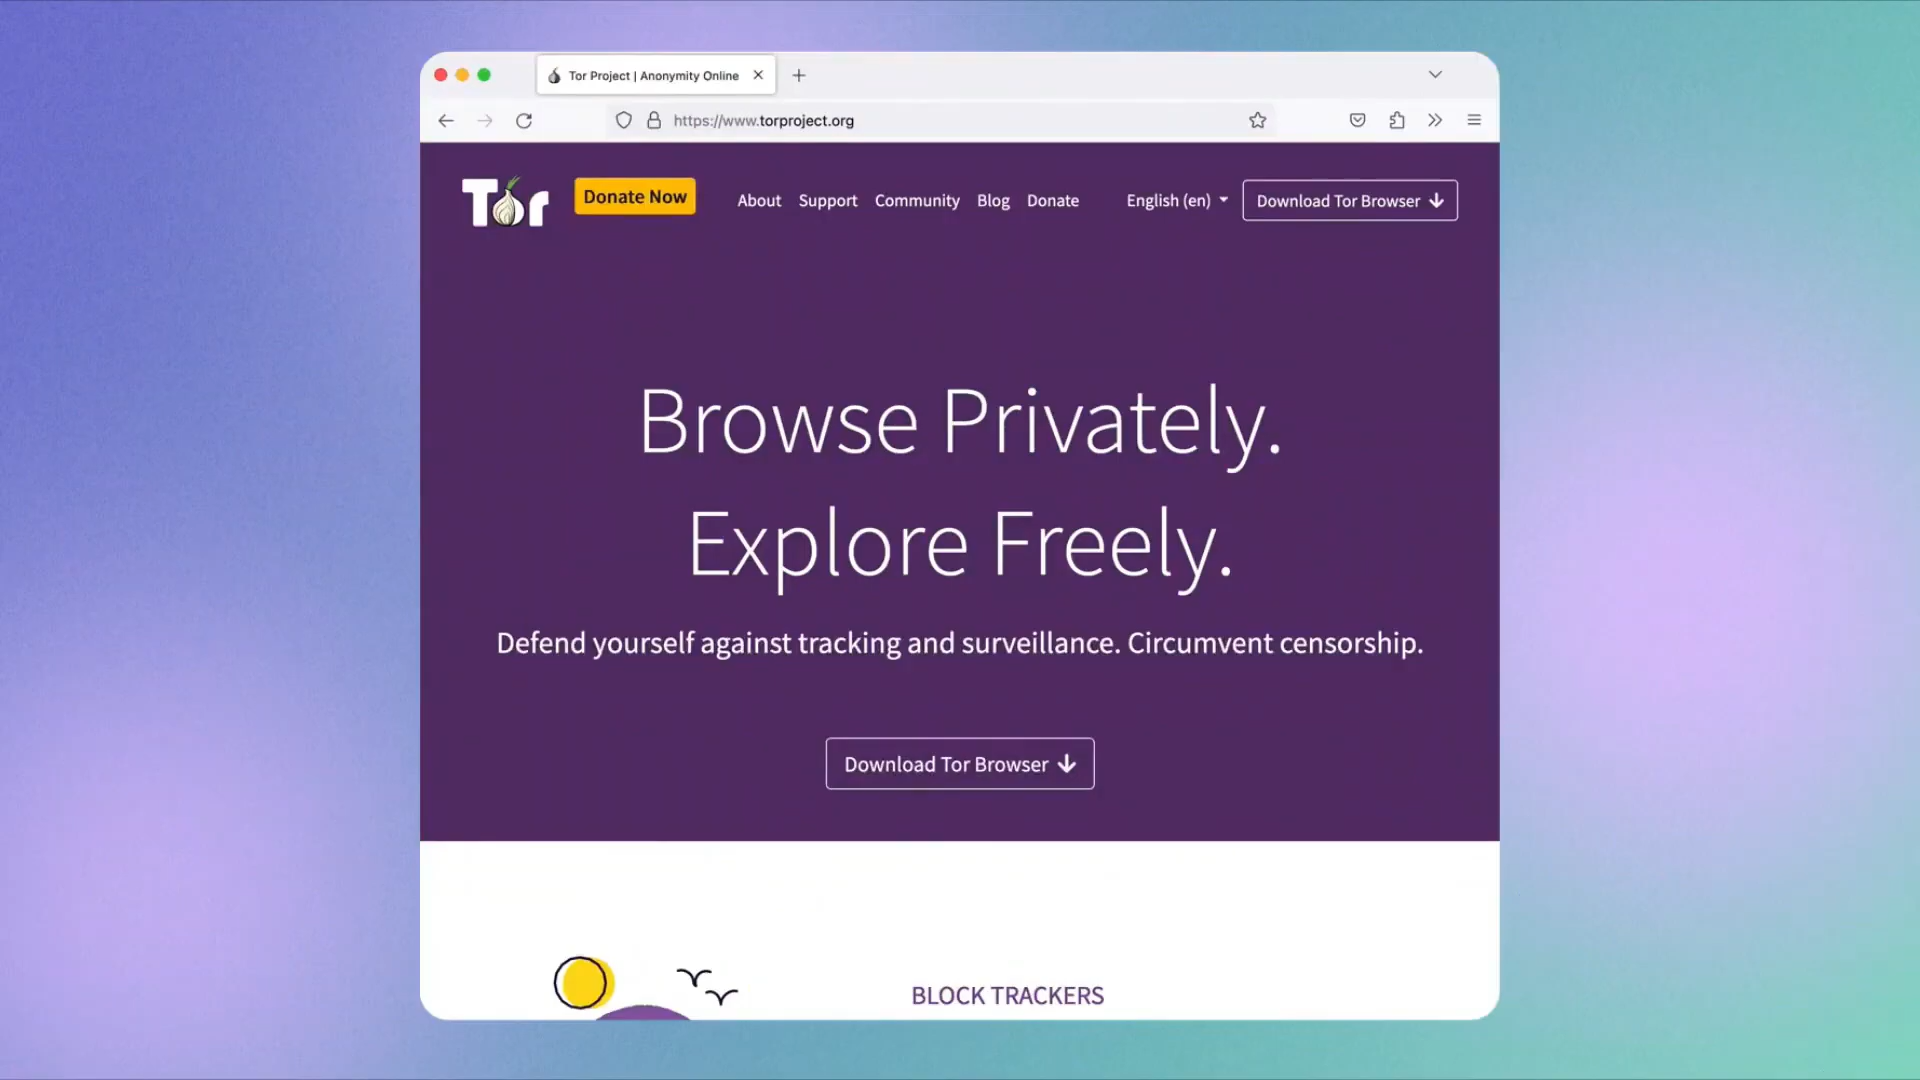 Tor Project | Anonymity Online
https://www.torproject.org
Tor
Donate Now
About Support Community Blog Donate
English (en)
Download Tor Browser
Browse Privately.
Explore Freely.
Defend yourself against tracking and surveillance. Circumvent censorship.
Download Tor Browser
BLOCK TRACKERS